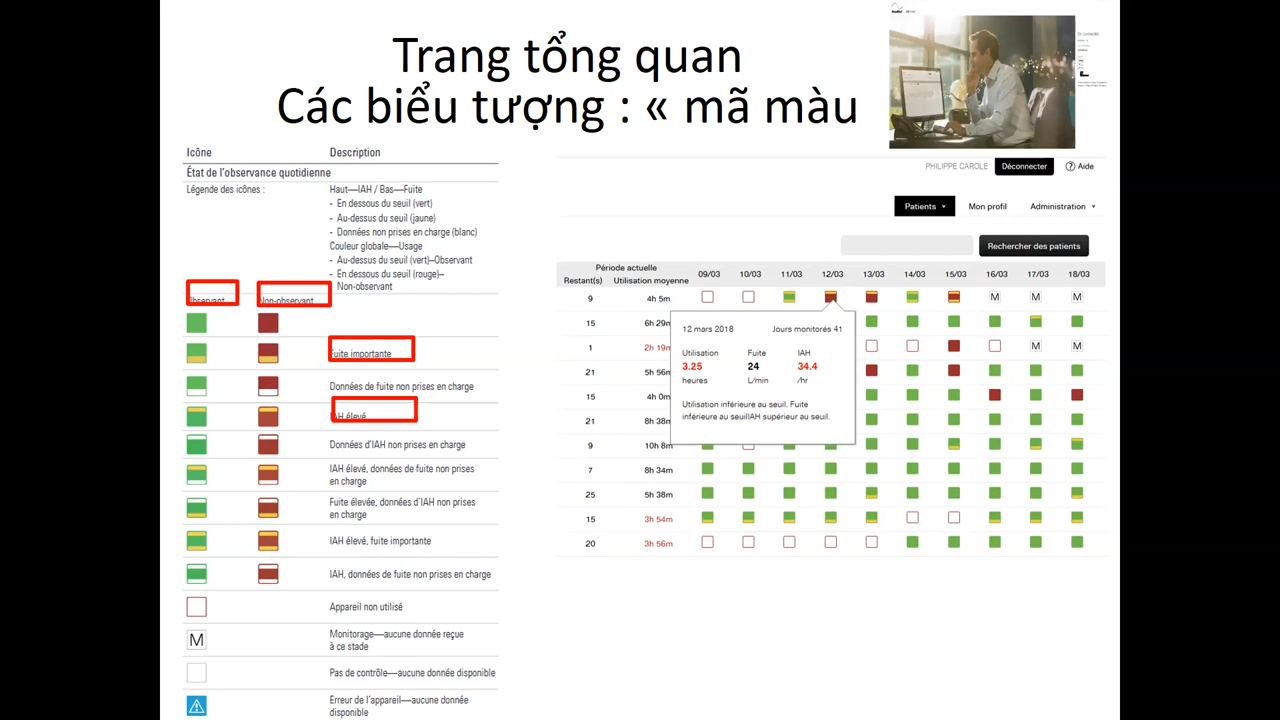 Trang tổng quan
Các biểu tượng : « mã màu
Icône Description
État de l'observance quotidienne
Légende des icônes : Haut—IAH / Bas—Fuite
- En dessous du seuil (vert)
- Au-dessus du seuil (jaune)
- Données non prises en charge (blanc)
Couleur globale—Usage
- Au-dessus du seuil (vert)–Observant
- En dessous du seuil (rouge)–
Non-observant
Observant Non-observant
Fuite importante
Données de fuite non prises en charge
IAH élevé
Données d'IAH non prises en charge
IAH élevé, données de fuite non prises
en charge
Fuite élevée, données d'IAH non prises
en charge
IAH élevé, fuite importante
IAH, données de fuite non prises en charge
Appareil non utilisé
M Monitorage—aucune donnée reçue
à ce stade
Pas de contrôle—aucune donnée disponible
Erreur de l'appareil—aucune donnée
disponible
PHILIPPE CAROLE Déconnecter ? Aide
Patients Mon profil Administration
Rechercher des patients
Période actuelle
Restant(s) Utilisation moyenne 09/03 10/03 11/03 12/03 13/03 14/03 15/03 16/03 17/03 18/03
9 4h 5m M M M
15 6h 29m
1 2h 19m M M
21 5h 56m
15 4h 0m
21 8h 38m
9 10h 8m
7 8h 34m
25 5h 38m
15 3h 54m
20 3h 56m
12 mars 2018 Jours monitorés 41
Utilisation Fuite IAH
3.25 24 34.4
heures L/min /hr
Utilisation inférieure au seuil. Fuite
inférieure au seuilIAH supérieur au seuil.